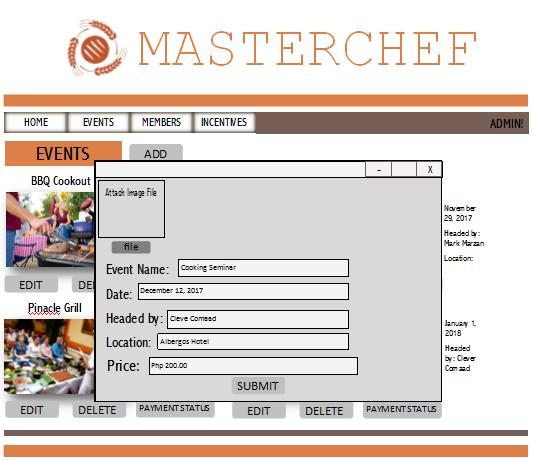 MASTERCHEF
HOME EVENTS MEMBERS INCENTIVES ADMIN!
EVENTS ADD
- X
BBQ Cookout
Attach Image File
file
November
29, 2017
Headed by:
Mark Marzan
Location:
Event Name: Cooking Seminar
EDIT
Date: December 12, 2017
Pinacle Grill
Headed by: Cleve Comsad
January 1,
2018
Location: Albergos Hotel
Headed
by: Clever
Comsad
Price: Php 200.00
SUBMIT
EDIT DELETE PAYMENT STATUS EDIT DELETE PAYMENT STATUS